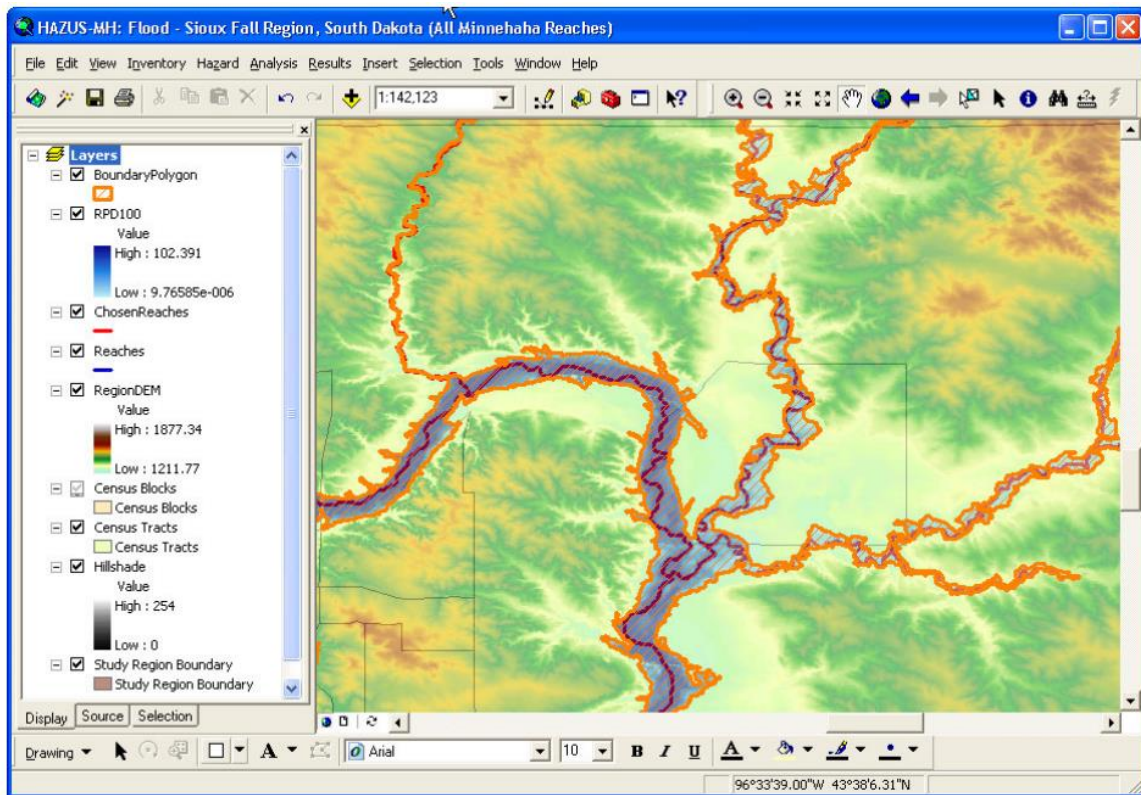 HAZUS-MH: Flood - Sioux Fall Region, South Dakota (All Minnehaha Reaches)
File Edit View Inventory Hazard Analysis Results Insert Selection Tools Window Help
1:142,123
Layers
BoundaryPolygon
RPD100
Value
High : 102.391
Low : 9.76585e-006
ChosenReaches
Reaches
RegionDEM
Value
High : 1877.34
Low : 1211.77
Census Blocks
Census Blocks
Census Tracts
Census Tracts
Hillshade
Value
High : 254
Low : 0
Study Region Boundary
Study Region Boundary
Display Source Selection
Drawing A Arial 10 B I U A
96°33'39.00"W 43°38'6.31"N